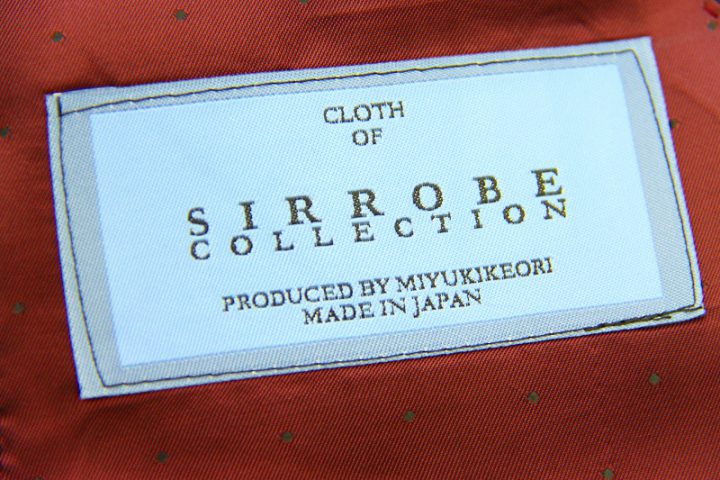 CLOTH
OF
SIRROBE
COLLECTION
PRODUCED BY MIYUKIKEORI
MADE IN JAPAN